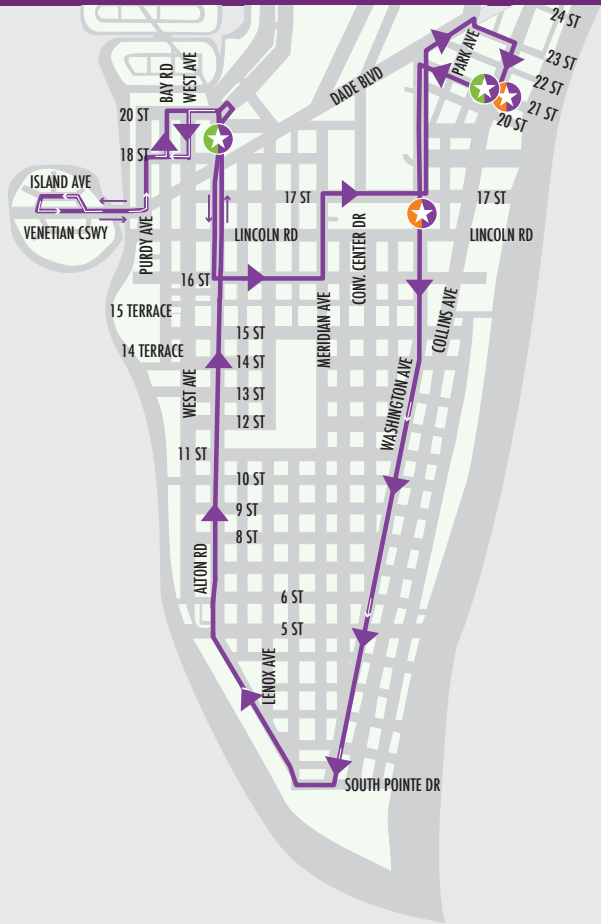 24 ST
PARK AVE
23 ST
BAY RD
WEST AVE
22 ST
DADE BLVD
21 ST
20 ST
20 ST
18 ST
ISLAND AVE
17 ST
17 ST
VENETIAN CSWY
PURDY AVE
LINCOLN RD
CONV. CENTER DR
LINCOLN RD
16 ST
15 TERRACE
MERIDIAN AVE
COLLINS AVE
15 ST
14 TERRACE
14 ST
WEST AVE
13 ST
WASHINGTON AVE
12 ST
11 ST
10 ST
9 ST
8 ST
ALTON RD
6 ST
5 ST
LENOX AVE
SOUTH POINTE DR